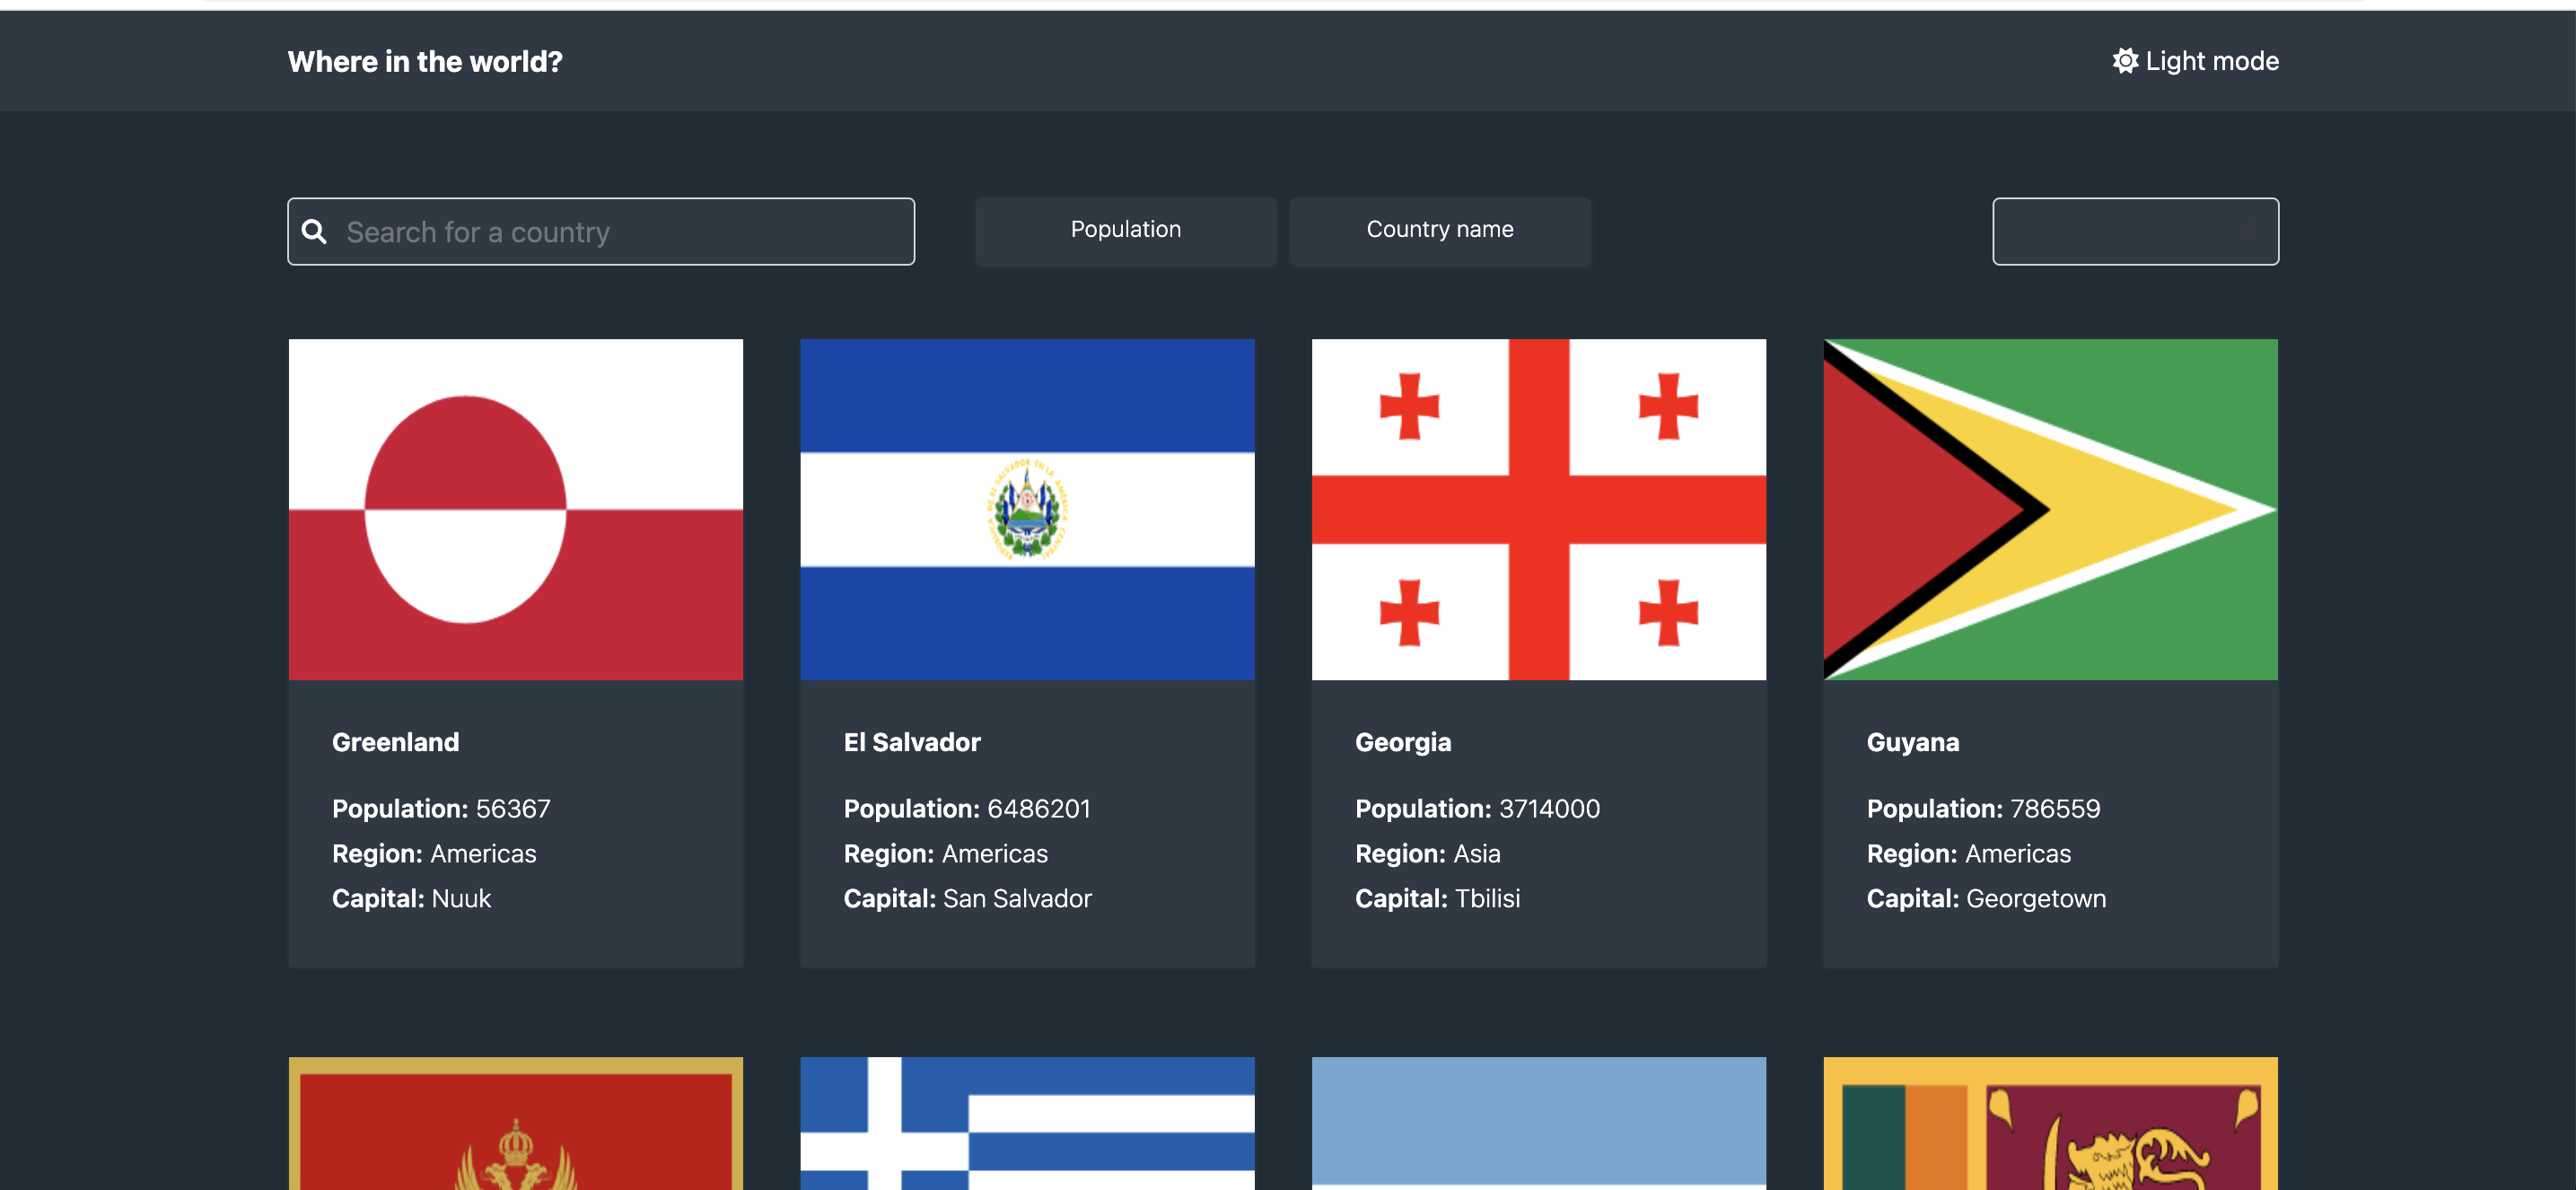 Where in the world?
Light mode
Search for a country
Population
Country name
Greenland
Population: 56367
Region: Americas
Capital: Nuuk
El Salvador
Population: 6486201
Region: Americas
Capital: San Salvador
Georgia
Population: 3714000
Region: Asia
Capital: Tbilisi
Guyana
Population: 786559
Region: Americas
Capital: Georgetown